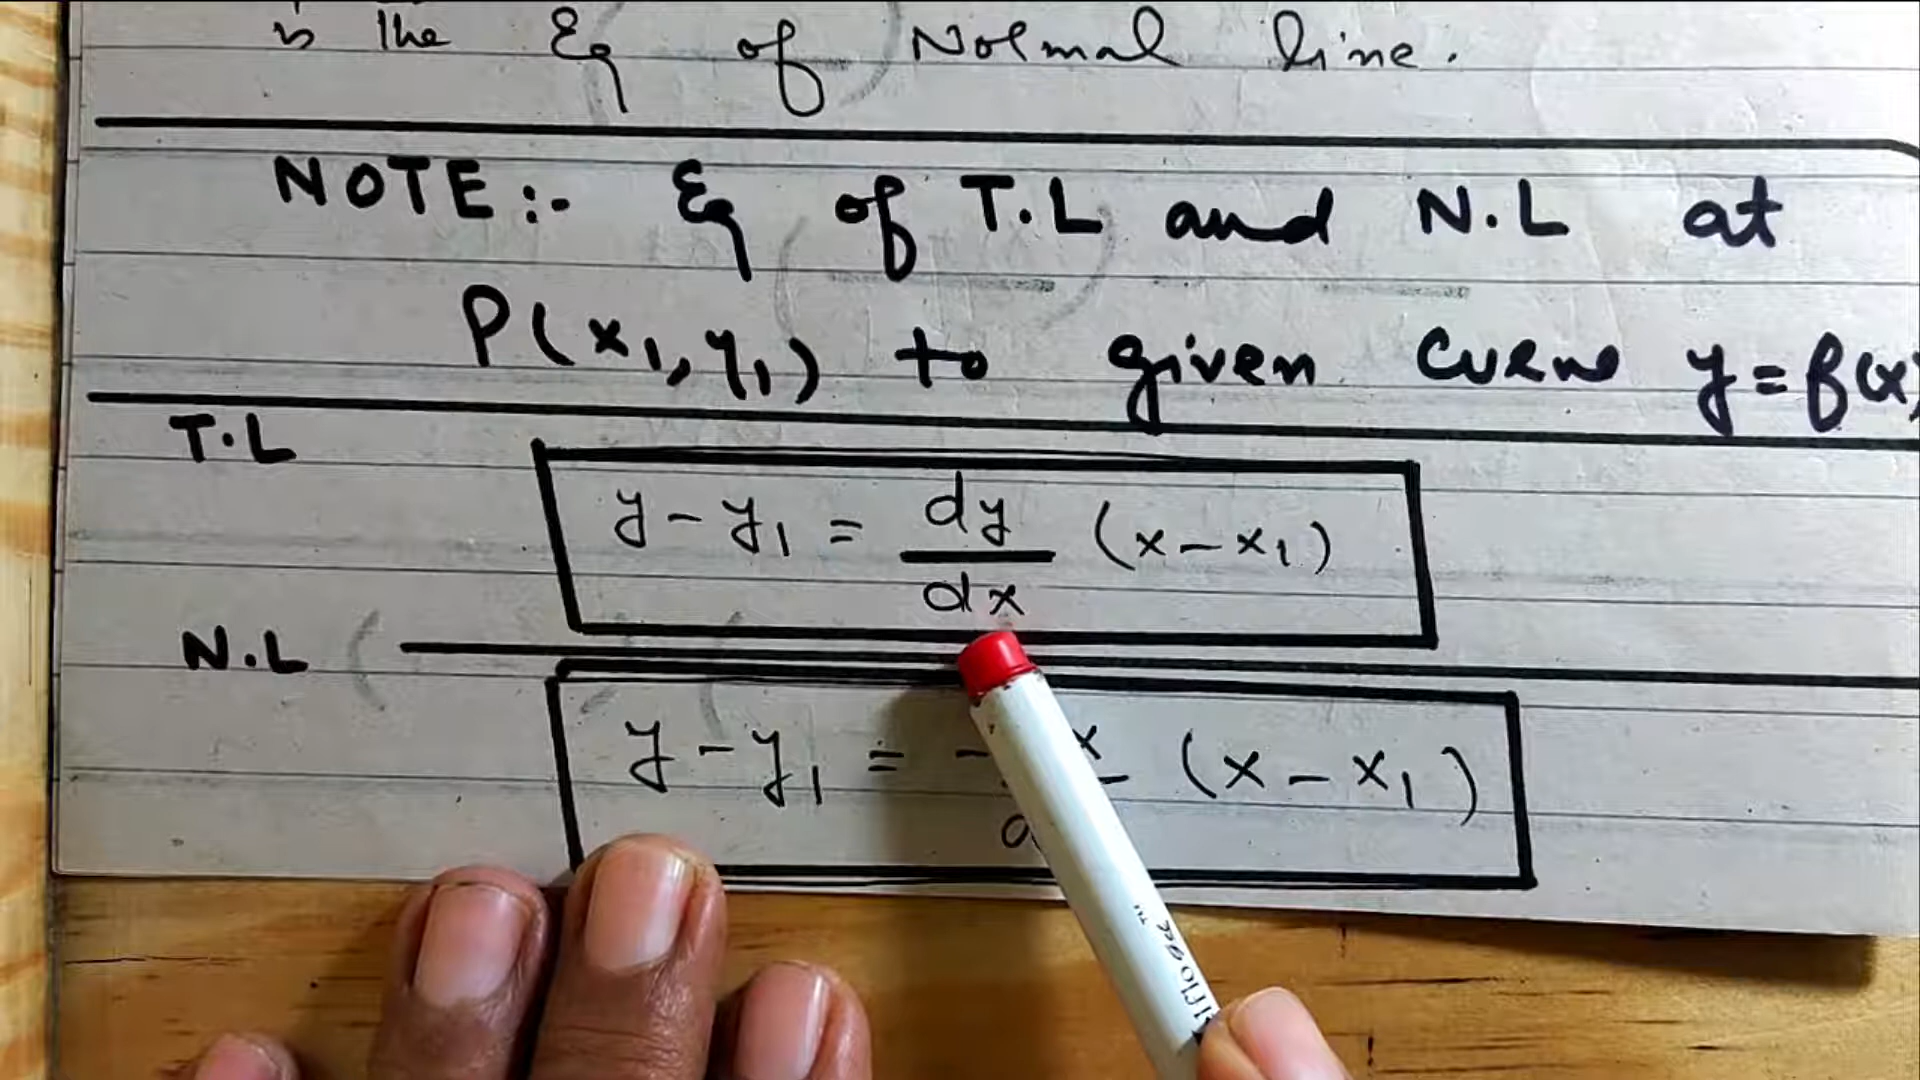 is the Eq of Normal line.
NOTE:- Eq of T.L and N.L at
P(x₁, y₁) to given curve y = f(x)
T.L
y - y₁ = dy/dx (x - x₁)
N.L
y - y₁ = - x (x - x₁)